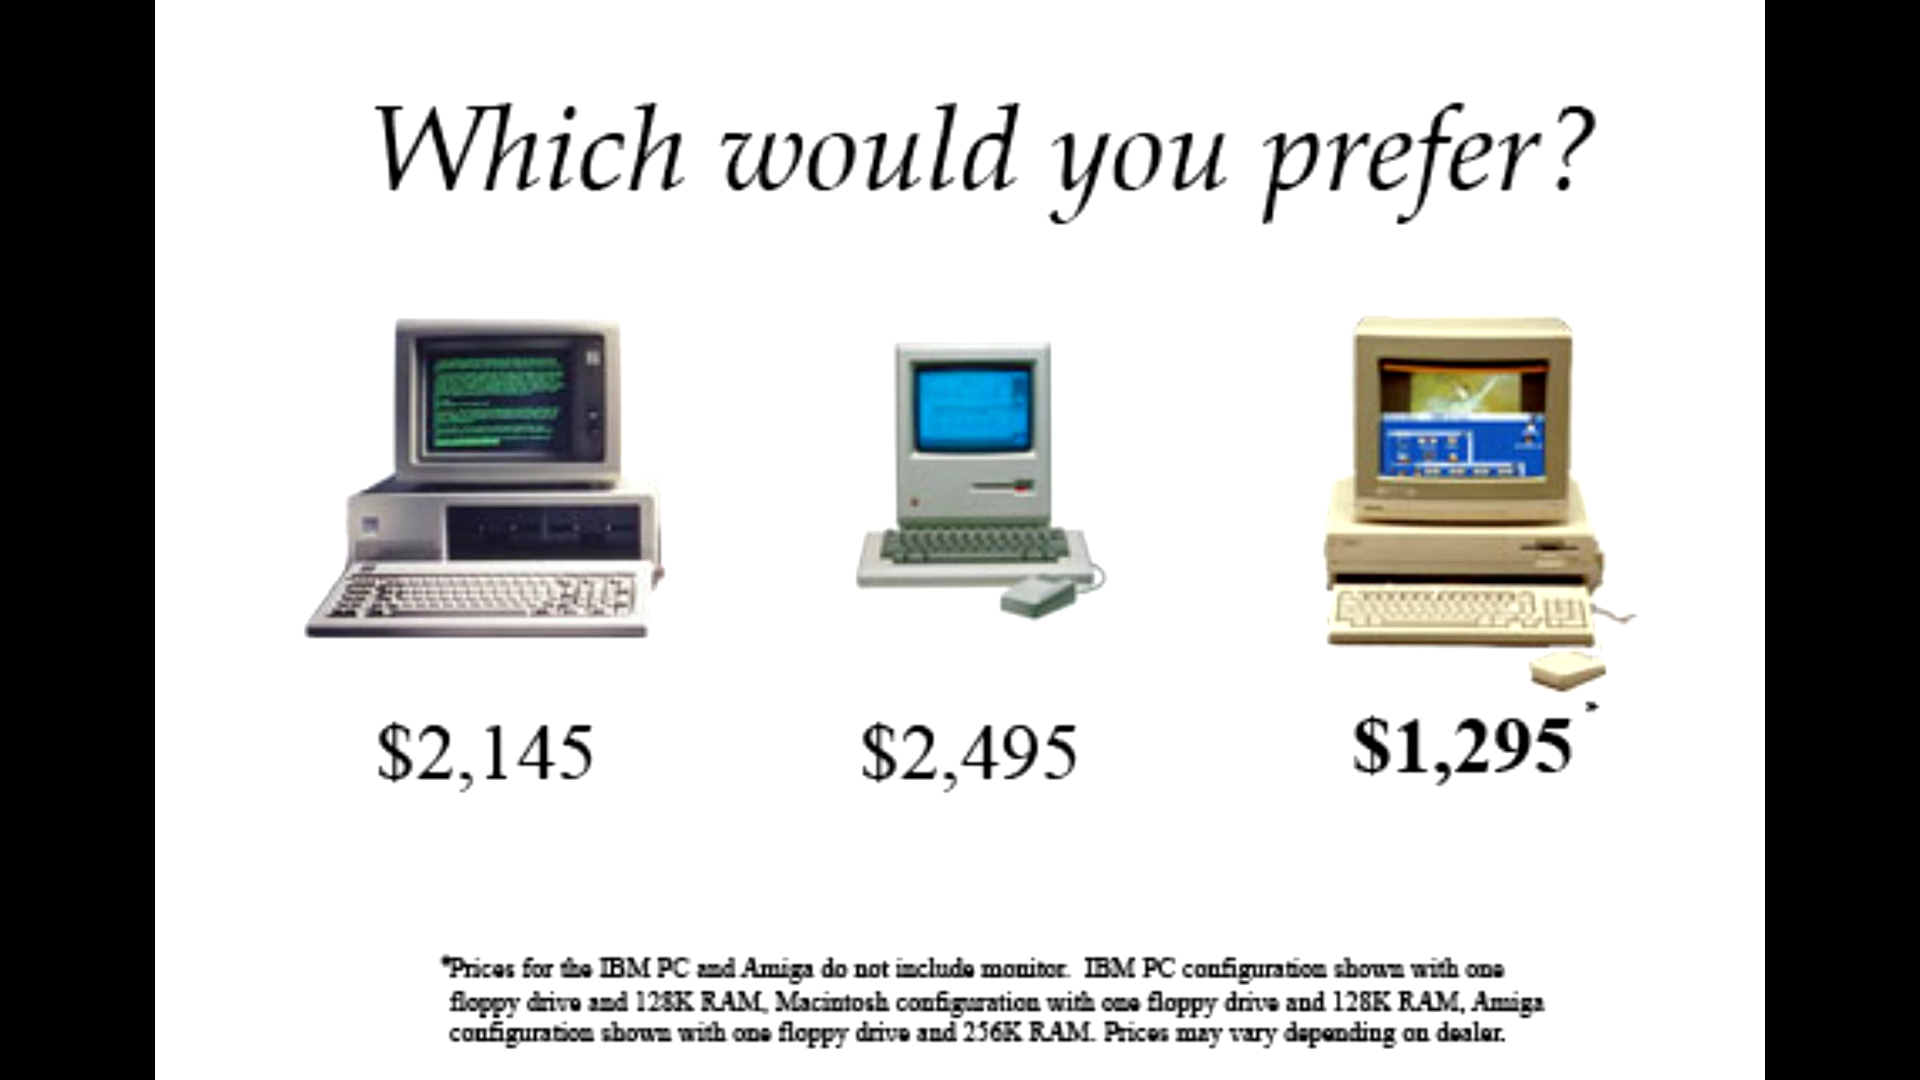 Which would you prefer?
$2,145
$2,495
$1,295*
*Prices for the IBM PC and Amiga do not include monitor. IBM PC configuration shown with one
floppy drive and 128K RAM, Macintosh configuration with one floppy drive and 128K RAM, Amiga
configuration shown with one floppy drive and 256K RAM. Prices may vary depending on dealer.